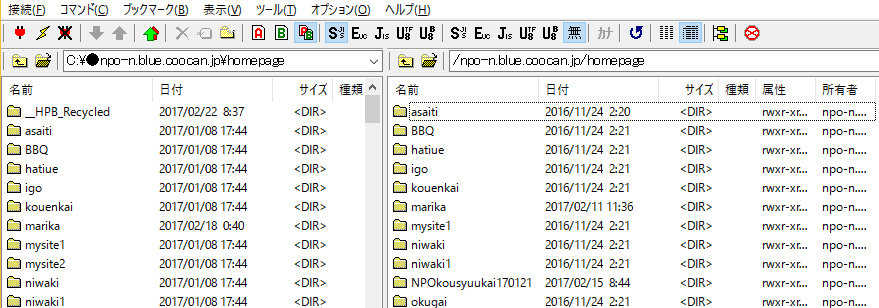 接続(F) コマンド(C) ブックマーク(B) 表示(V) ツール(T) オプション(O) ヘルプ(H)
A B B SJIS EUC JIS UTF8 UTF8 SJIS EUC JIS UTF8 UTF8 無 カナ
C:¥●npo-n.blue.coocan.jp¥homepage /npo-n.blue.coocan.jp/homepage
名前 日付 サイズ 種類 名前 日付 サイズ 種類 属性 所有者
__HPB_Recycled 2017/02/22 8:37 <DIR> asaiti 2016/11/24 2:20 <DIR> rwxr-xr... npo-n....
asaiti 2017/01/08 17:44 <DIR> BBQ 2016/11/24 2:21 <DIR> rwxr-xr... npo-n....
BBQ 2017/01/08 17:44 <DIR> hatiue 2016/11/24 2:21 <DIR> rwxr-xr... npo-n....
hatiue 2017/01/08 17:44 <DIR> igo 2016/11/24 2:21 <DIR> rwxr-xr... npo-n....
igo 2017/01/08 17:44 <DIR> kouenkai 2016/11/24 2:21 <DIR> rwxr-xr... npo-n....
kouenkai 2017/01/08 17:44 <DIR> marika 2017/02/11 11:36 <DIR> rwxr-xr... npo-n....
marika 2017/02/18 0:40 <DIR> mysite1 2016/11/24 2:21 <DIR> rwxr-xr... npo-n....
mysite1 2017/01/08 17:44 <DIR> niwaki 2016/11/24 2:21 <DIR> rwxr-xr... npo-n....
mysite2 2017/01/08 17:44 <DIR> niwaki1 2016/11/24 2:21 <DIR> rwxr-xr... npo-n....
niwaki 2017/01/08 17:44 <DIR> NPOkousyuukai170121 2017/02/15 8:44 <DIR> rwxr-xr... npo-n....
niwaki1 2017/01/08 17:44 <DIR> okugai 2016/11/24 2:21 <DIR> rwxr-xr... npo-n....